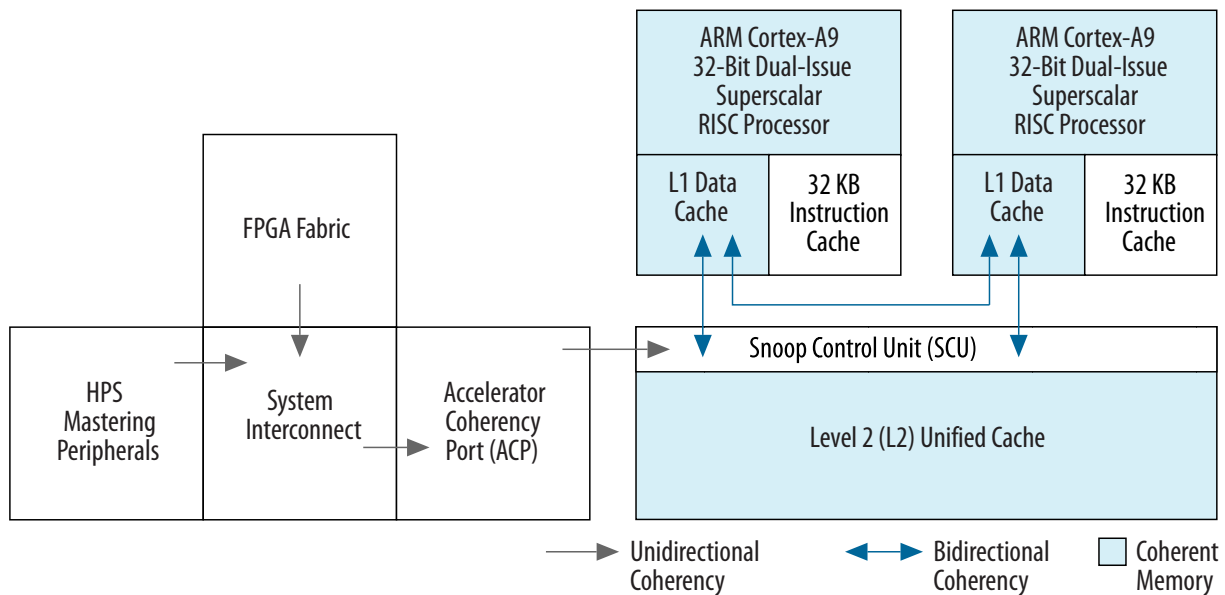 ARM Cortex-A9
32-Bit Dual-Issue
Superscalar
RISC Processor
L1 Data
Cache
32 KB
Instruction
Cache
ARM Cortex-A9
32-Bit Dual-Issue
Superscalar
RISC Processor
L1 Data
Cache
32 KB
Instruction
Cache
FPGA Fabric
HPS
Mastering
Peripherals
System
Interconnect
Accelerator
Coherency
Port (ACP)
Snoop Control Unit (SCU)
Level 2 (L2) Unified Cache
Unidirectional
Coherency
Bidirectional
Coherency
Coherent
Memory